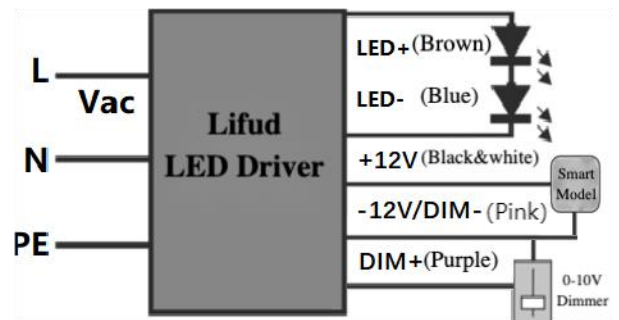 L
Vac
N
PE
Lifud
LED Driver
LED+(Brown)
LED- (Blue)
+12V(Black&white)
-12V/DIM-(Pink)
DIM+(Purple)
Smart
Model
0-10V
Dimmer